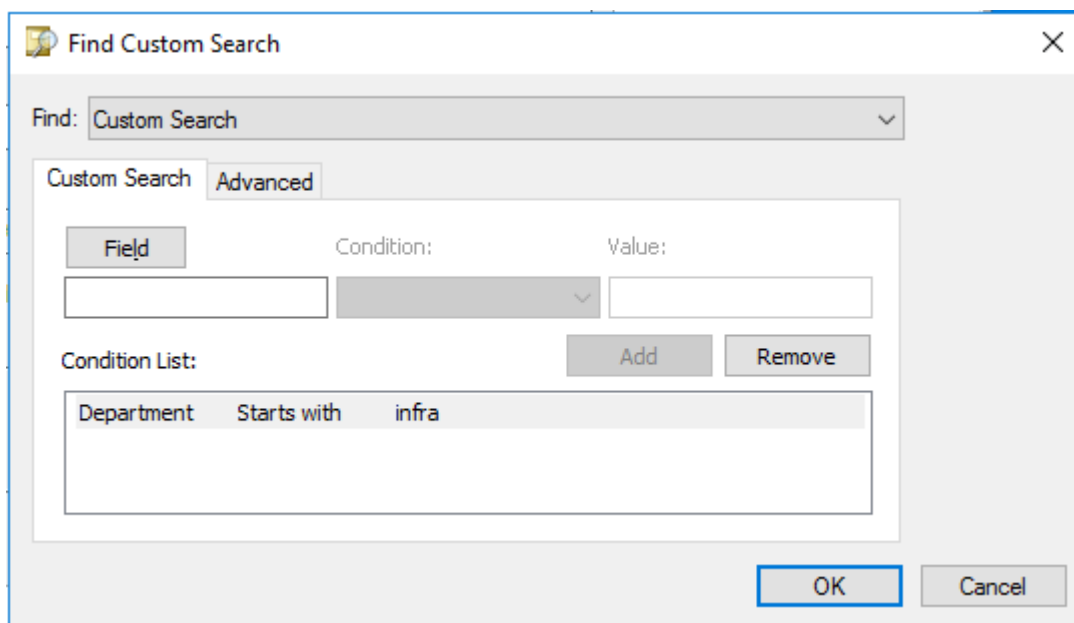 Find Custom Search
Find: Custom Search
Custom Search Advanced
Field Condition: Value:
Condition List: Add Remove
Department Starts with infra
OK Cancel